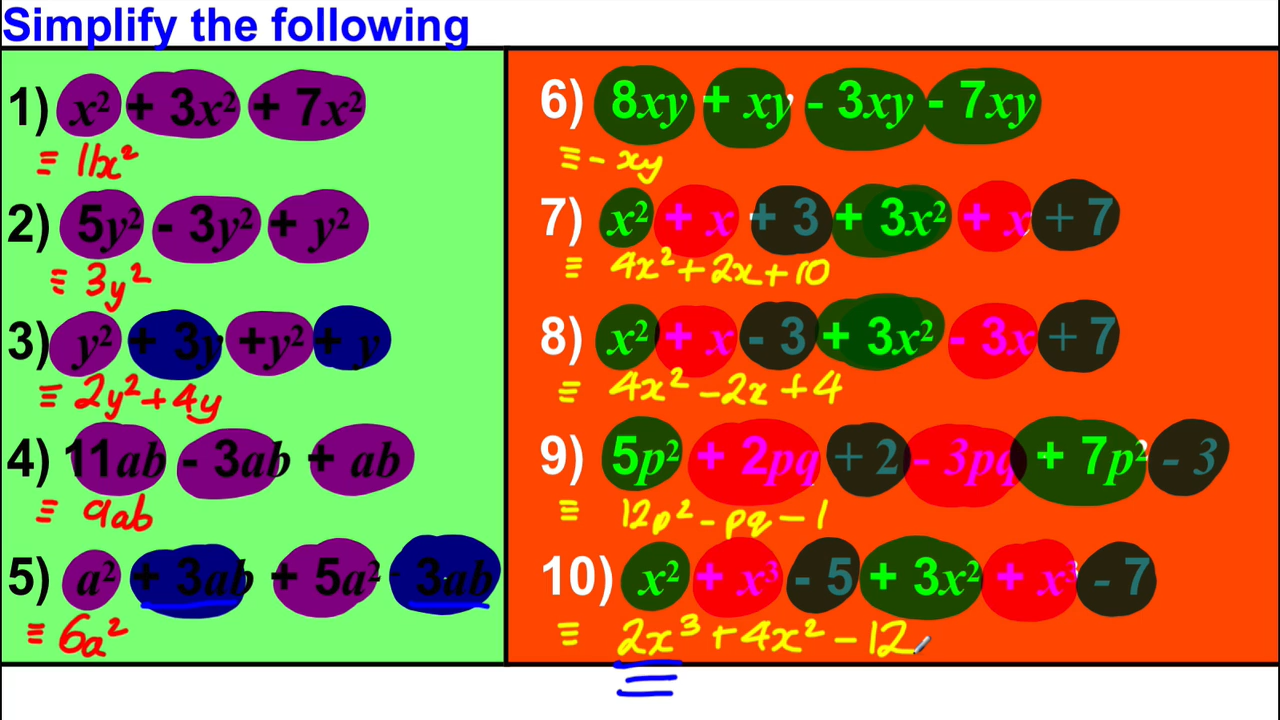 Simplify the following
1) x² + 3x² + 7x²
≡ 11x²
2) 5y² - 3y² + y²
≡ 3y²
3) y² + 3y +y² + y
≡ 2y² + 4y
4) 11ab - 3ab + ab
≡ 9ab
5) a² + 3ab + 5a² - 3ab
≡ 6a²
6) 8xy + xy - 3xy - 7xy
≡ - xy
7) x² + x + 3 + 3x² + x + 7
≡ 4x² + 2x + 10
8) x² + x - 3 + 3x² - 3x + 7
≡ 4x² - 2x + 4
9) 5p² + 2pq + 2 - 3pq + 7p² - 3
≡ 12p² - pq - 1
10) x² + x³ - 5 + 3x² + x³ - 7
≡ 2x³ + 4x² - 12